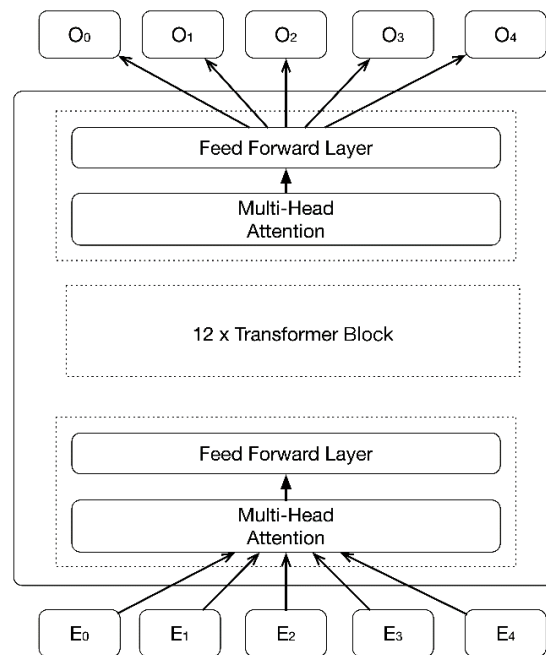 O₀ O₁ O₂ O₃ O₄
Feed Forward Layer
Multi-Head
Attention
12 x Transformer Block
Feed Forward Layer
Multi-Head
Attention
E₀ E₁ E₂ E₃ E₄